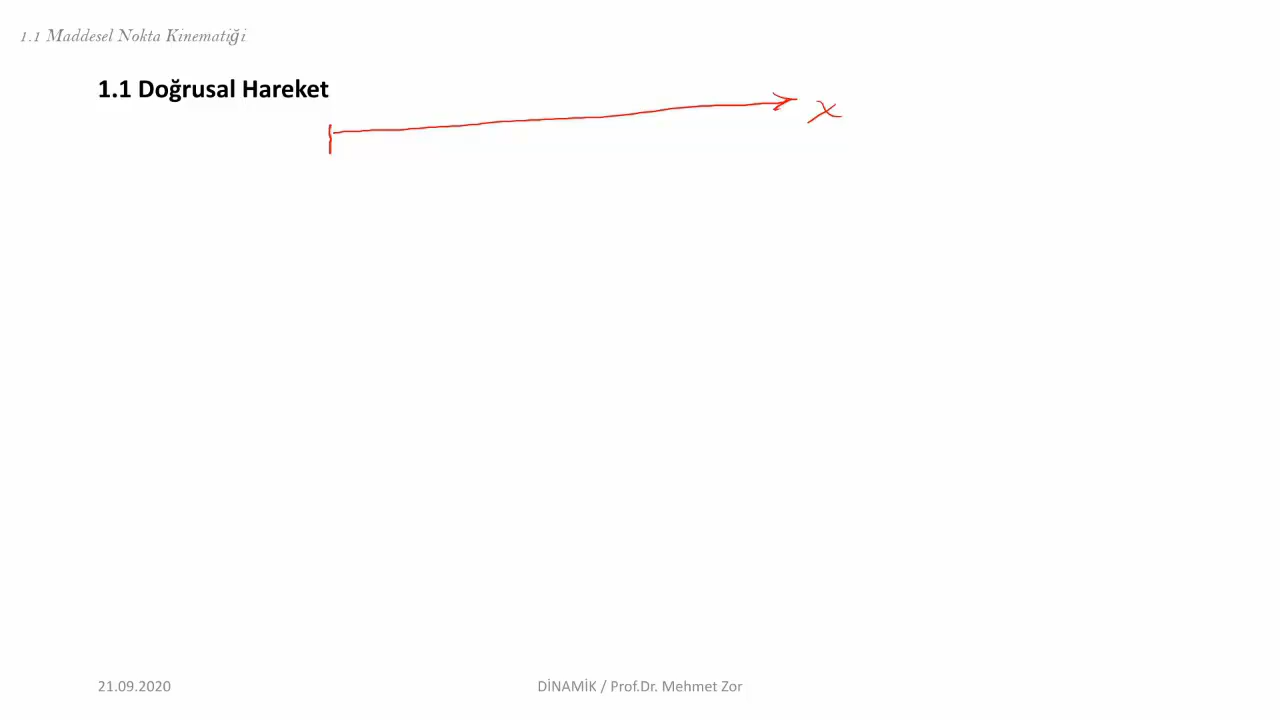 1.1 Maddesel Nokta Kinematiği
1.1 Doğrusal Hareket
x
21.09.2020
DİNAMİK / Prof.Dr. Mehmet Zor